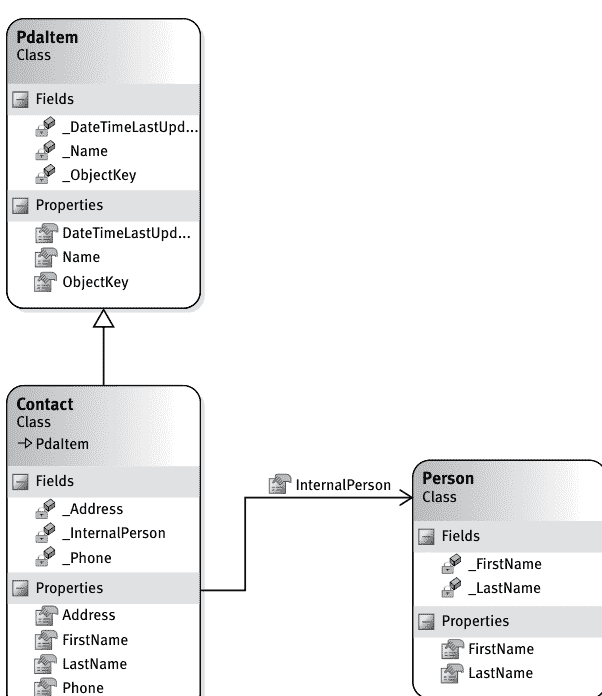 PdaItem
Class
Fields
_DateTimeLastUpd...
_Name
_ObjectKey
Properties
DateTimeLastUpd...
Name
ObjectKey
Contact
Class
PdaItem
Fields
_Address
_InternalPerson
_Phone
Properties
Address
FirstName
LastName
Phone
InternalPerson
Person
Class
Fields
_FirstName
_LastName
Properties
FirstName
LastName